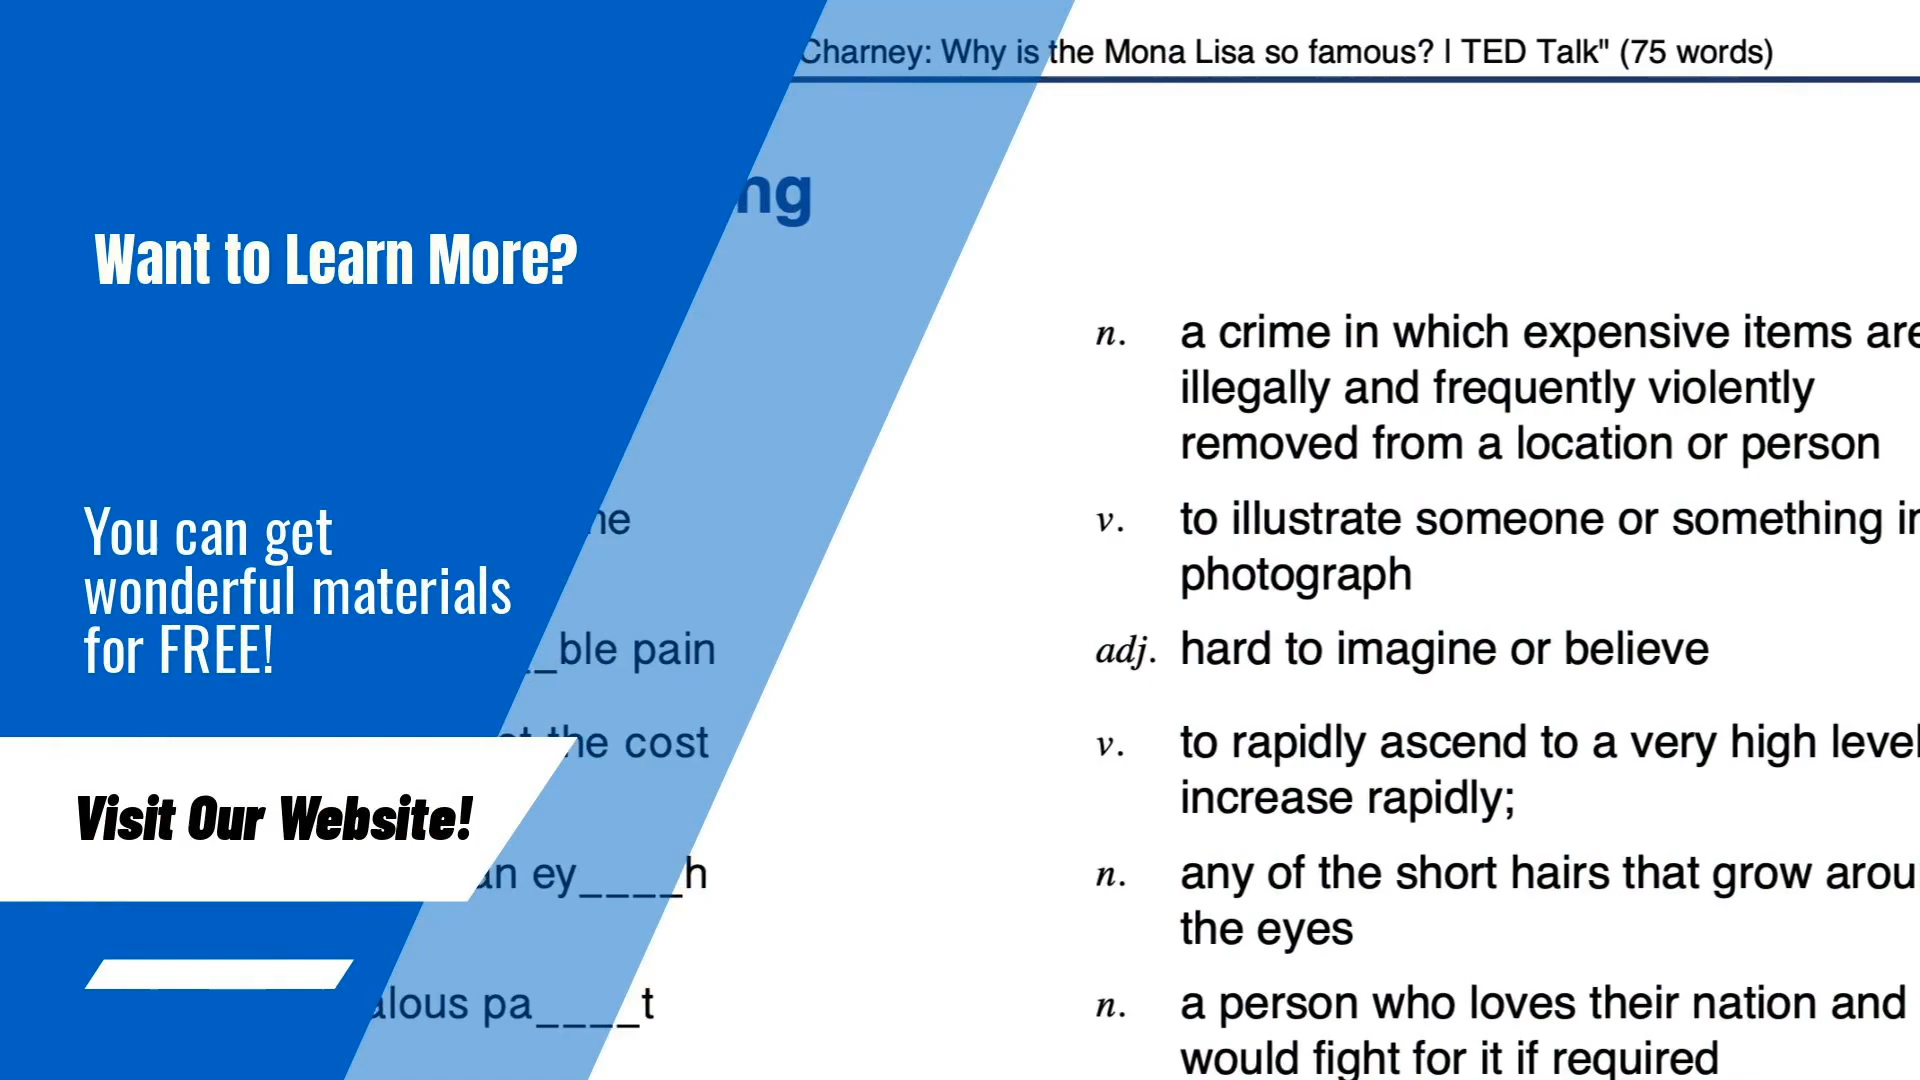 Charney: Why is the Mona Lisa so famous? | TED Talk" (75 words)
ng
Want to Learn More?
You can get
wonderful materials
for FREE!
Visit Our Website!
ne
_ble pain
the cost
an ey____h
alous pa____t
n. a crime in which expensive items are
illegally and frequently violently
removed from a location or person
v. to illustrate someone or something in
photograph
adj. hard to imagine or believe
v. to rapidly ascend to a very high level
increase rapidly;
n. any of the short hairs that grow arou
the eyes
n. a person who loves their nation and
would fight for it if required